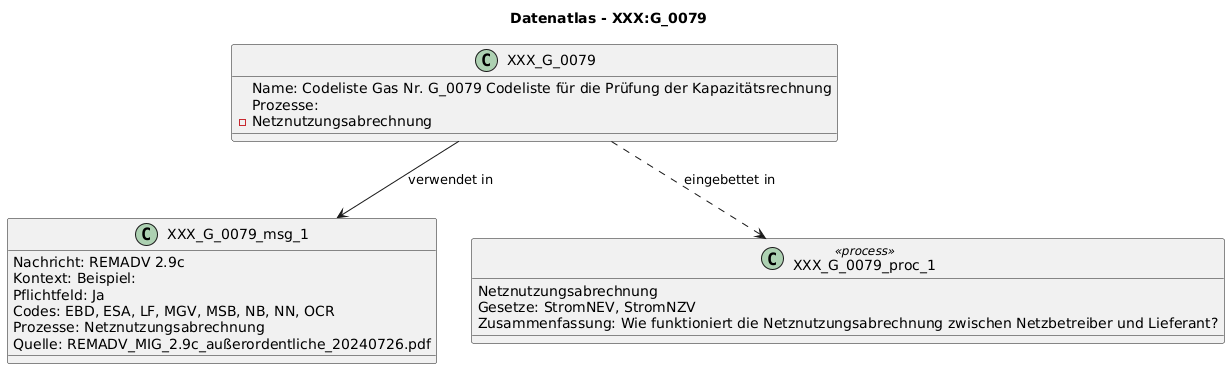 Datenatlas - XXX:G_0079
C XXX_G_0079
Name: Codeliste Gas Nr. G_0079 Codeliste für die Prüfung der Kapazitätsrechnung
Prozesse:
Netznutzungsabrechnung
verwendet in
eingebettet in
C XXX_G_0079_msg_1
Nachricht: REMADV 2.9c
Kontext: Beispiel:
Pflichtfeld: Ja
Codes: EBD, ESA, LF, MGV, MSB, NB, NN, OCR
Prozesse: Netznutzungsabrechnung
Quelle: REMADV_MIG_2.9c_außerordentliche_20240726.pdf
«process»
C XXX_G_0079_proc_1
Netznutzungsabrechnung
Gesetze: StromNEV, StromNZV
Zusammenfassung: Wie funktioniert die Netznutzungsabrechnung zwischen Netzbetreiber und Lieferant?